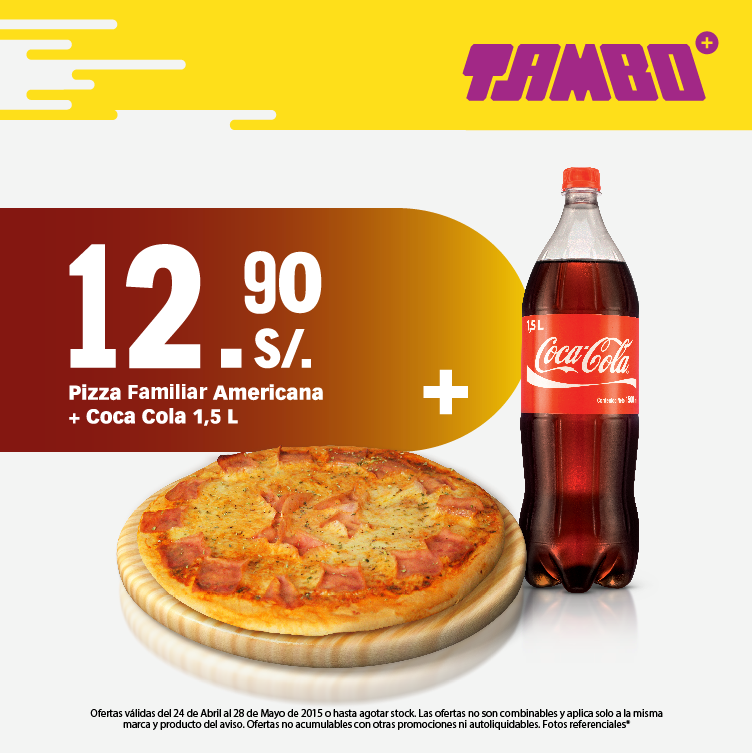 TAMBO+
12.90
S/.
Pizza Familiar Americana
+ Coca Cola 1,5 L
+
1,5 L
Coca-Cola
Ofertas válidas del 24 de Abril al 28 de Mayo de 2015 o hasta agotar stock. Las ofertas no son combinables y aplica solo a la misma
marca y producto del aviso. Ofertas no acumulables con otras promociones ni autoliquidables. Fotos referenciales*